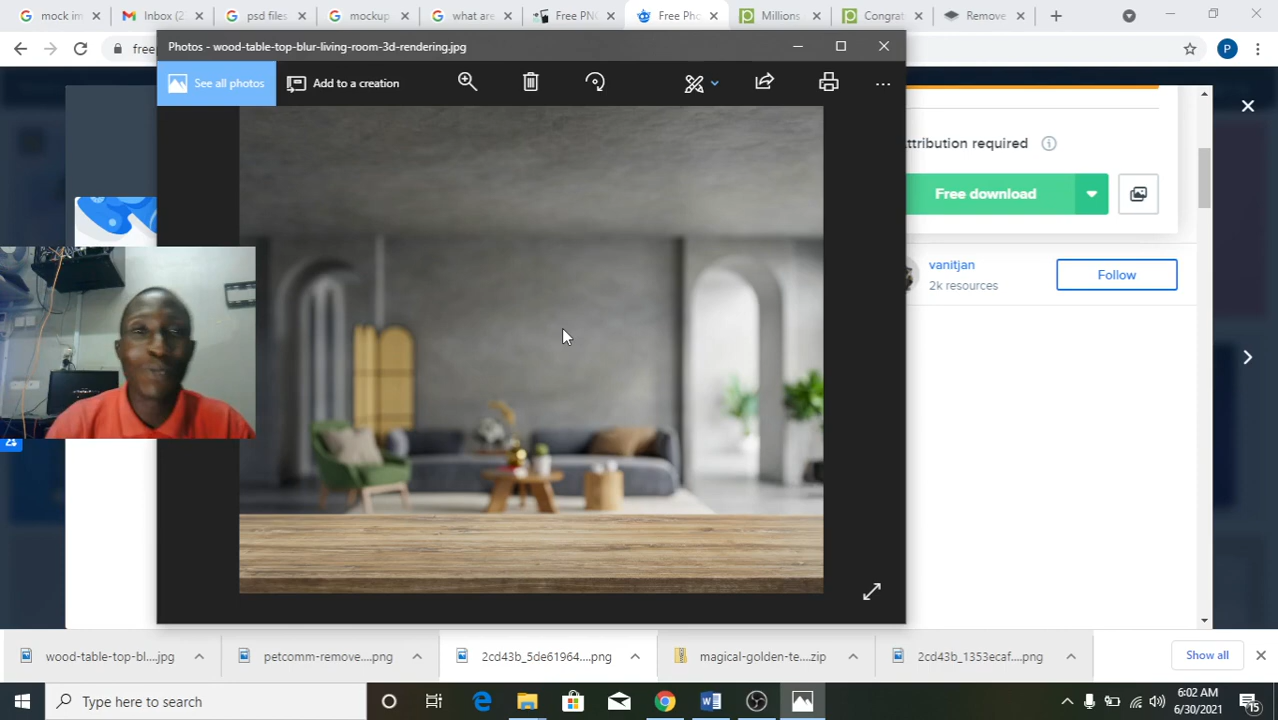 mock im
Inbox (2
psd files
mockup
what are
Free PNG
Free Pho
Millions
Congrat
Remove
free
Photos - wood-table-top-blur-living-room-3d-rendering.jpg
See all photos
Add to a creation
ttribution required
Free download
vanitjan
2k resources
Follow
wood-table-top-bl....jpg
petcomm-remove....png
2cd43b_5de61964....png
magical-golden-te....zip
2cd43b_1353ecaf....png
Show all
Type here to search
6:02 AM
6/30/2021
15
P